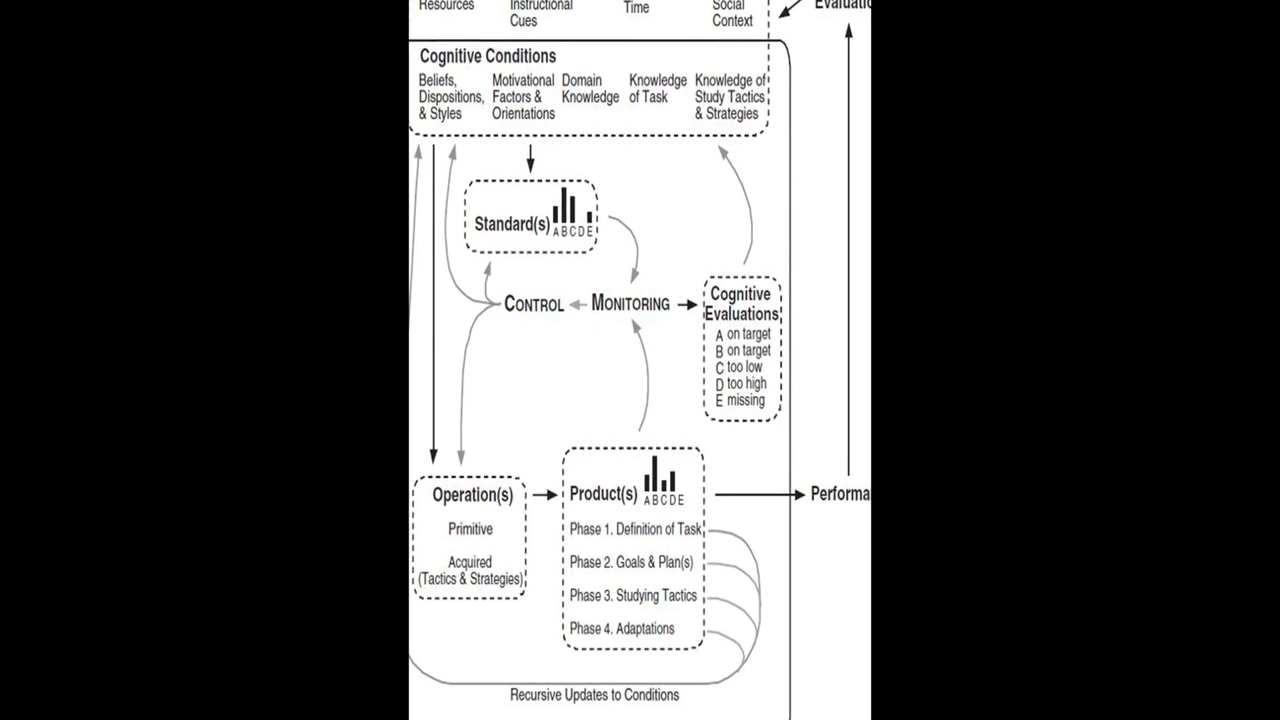 Resources
Instructional
Cues
Time
Social
Context
Cognitive Conditions
Beliefs,
Dispositions,
& Styles
Motivational
Factors &
Orientations
Domain
Knowledge
Knowledge
of Task
Knowledge of
Study Tactics
& Strategies
Standard(s)
A B C D E
CONTROL
MONITORING
Cognitive
Evaluations
A on target
B on target
C too low
D too high
E missing
Operation(s)
Primitive
Acquired
(Tactics & Strategies)
Product(s)
A B C D E
Phase 1. Definition of Task
Phase 2. Goals & Plan(s)
Phase 3. Studying Tactics
Phase 4. Adaptations
Recursive Updates to Conditions